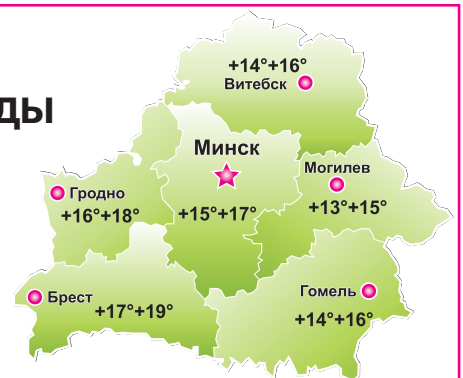 ды
+14°+16°
Витебск
Минск
+15°+17°
Могилев
+13°+15°
Гродно
+16°+18°
Брест
+17°+19°
Гомель
+14°+16°